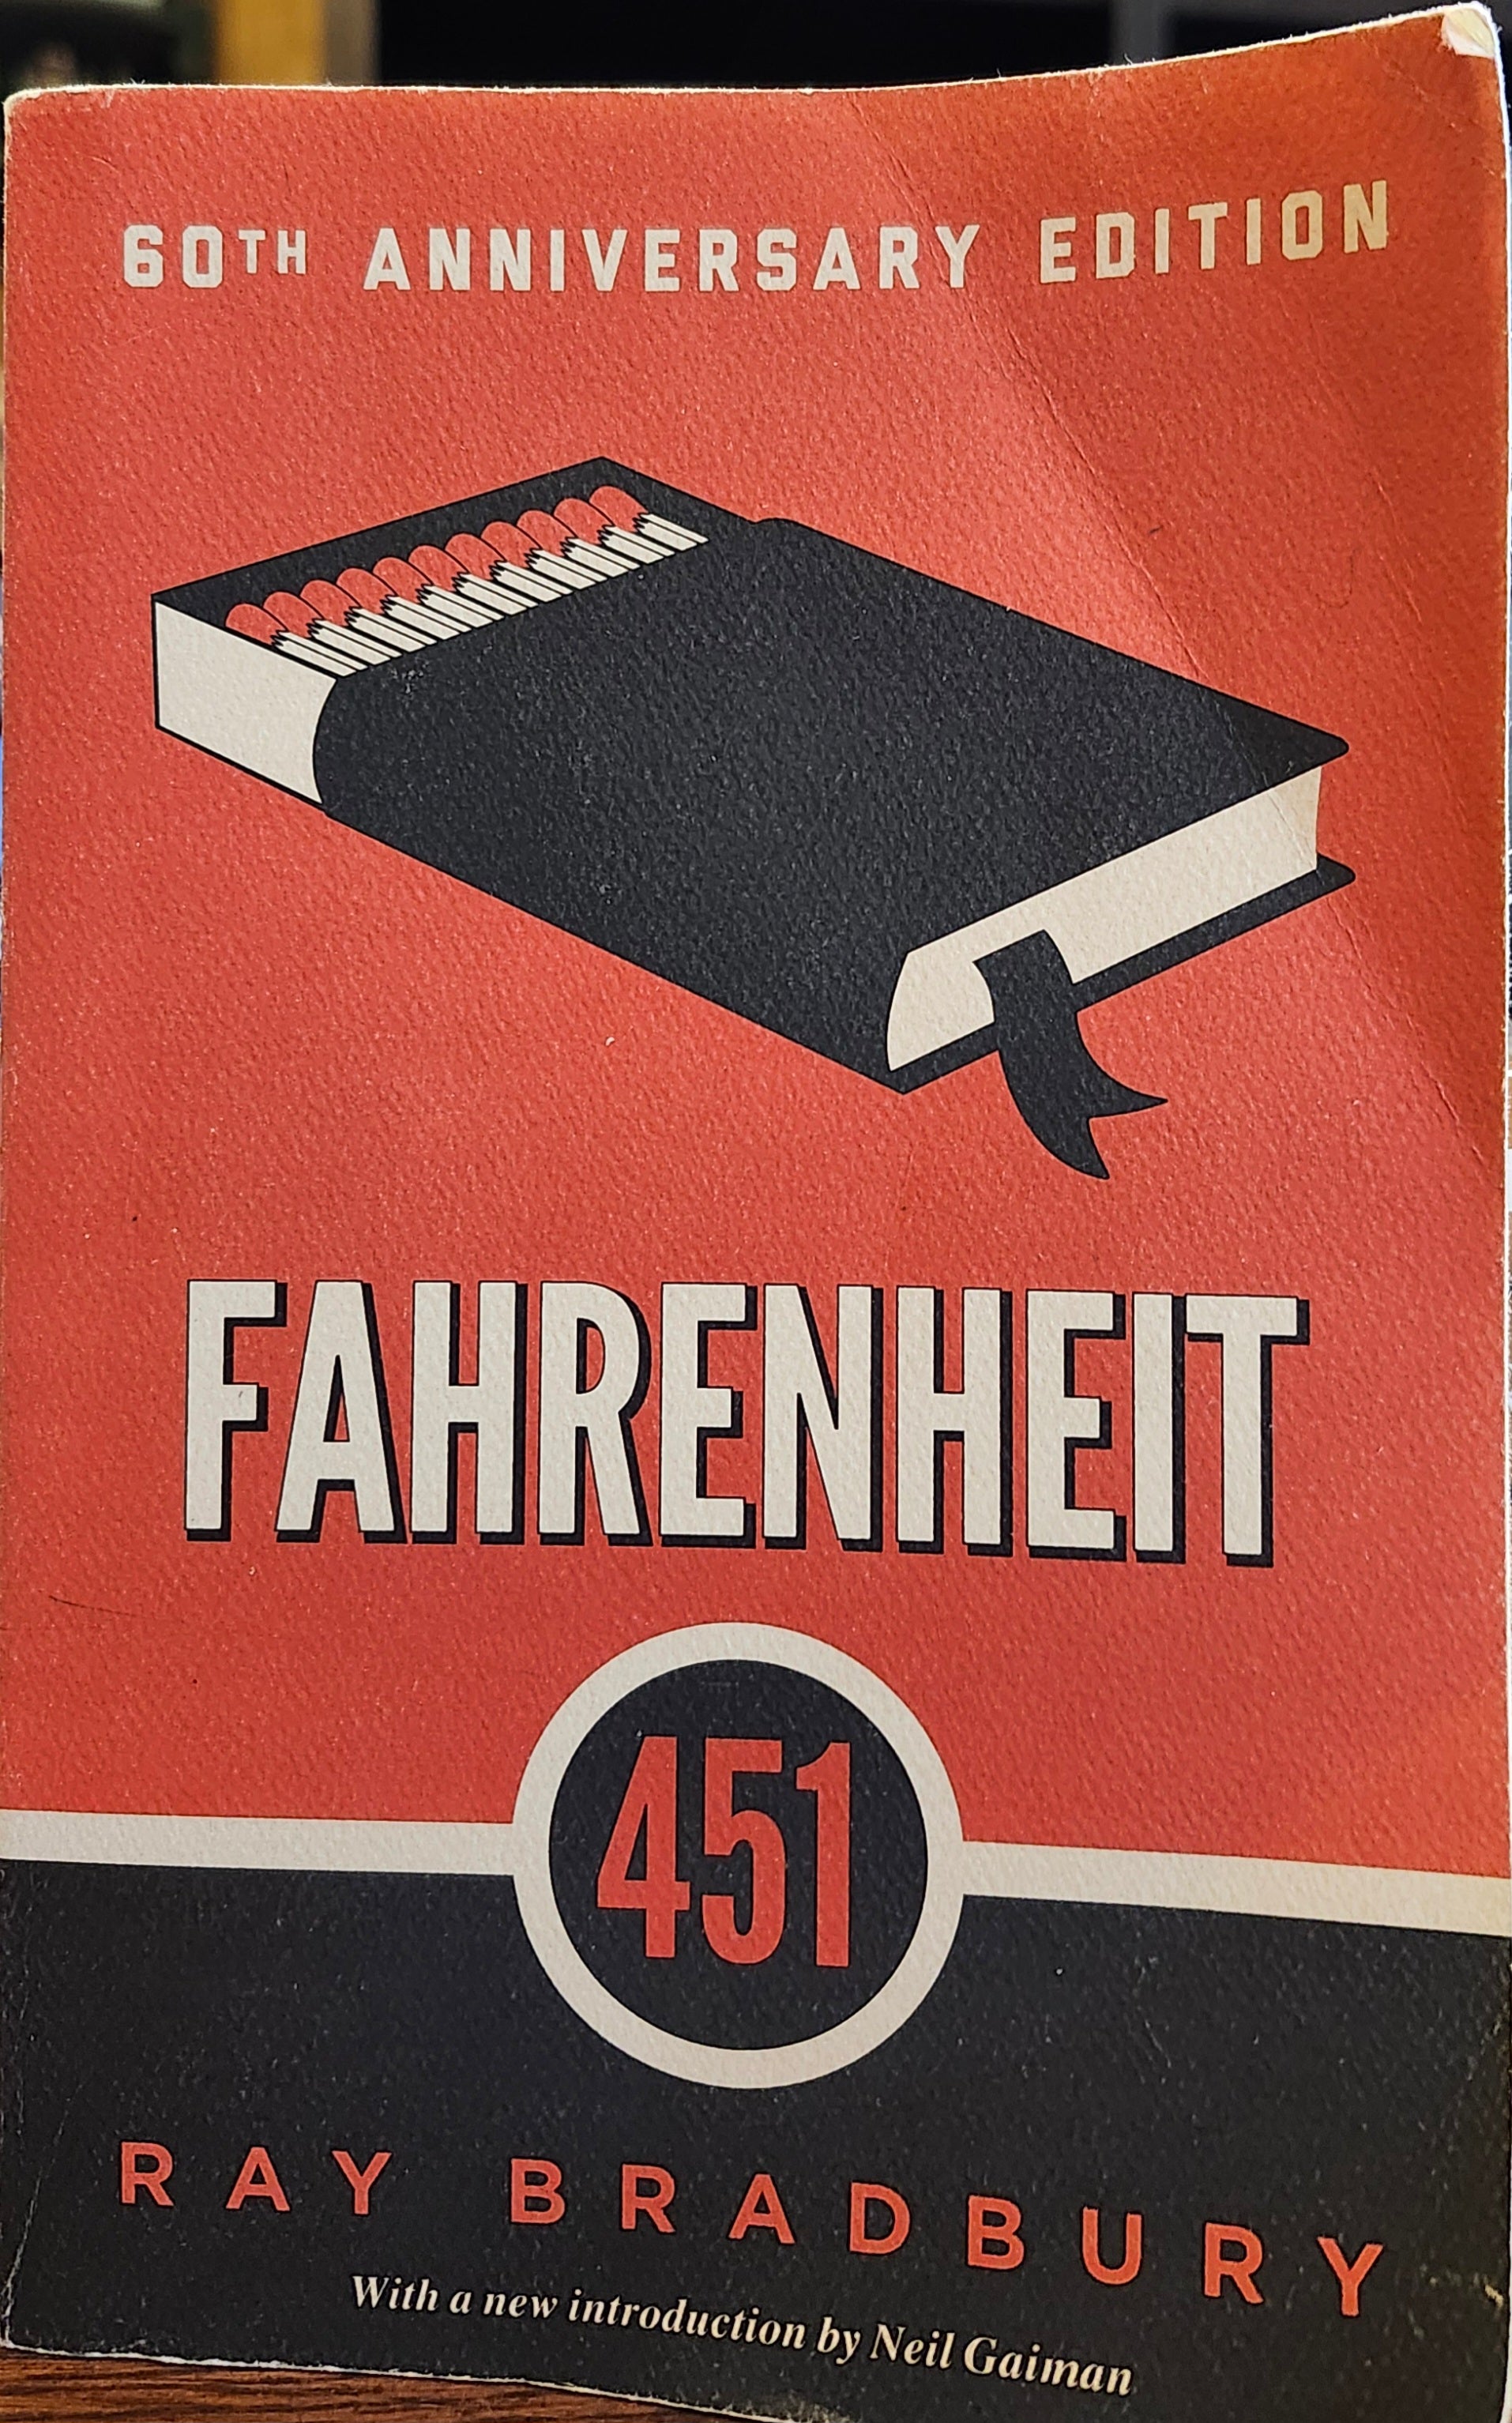 60TH ANNIVERSARY EDITION
FAHRENHEIT
451
RAY BRADBURY
With a new introduction by Neil Gaiman